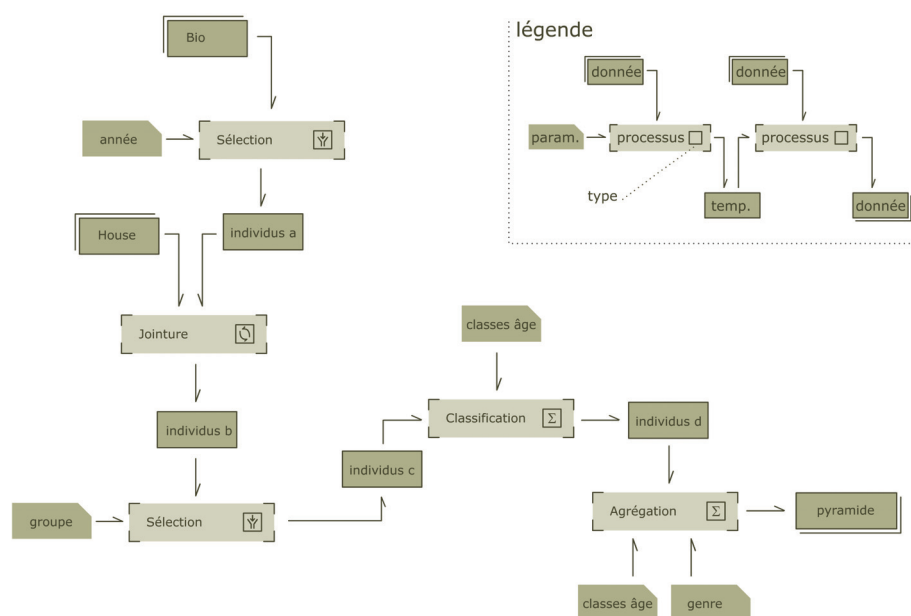 légende
Bio
donnée
donnée
année
Sélection
param.
processus
processus
type
temp.
donnée
House
individus a
Jointure
classes âge
individus b
Classification
Σ
individus d
individus c
groupe
Sélection
Agrégation
Σ
pyramide
classes âge
genre